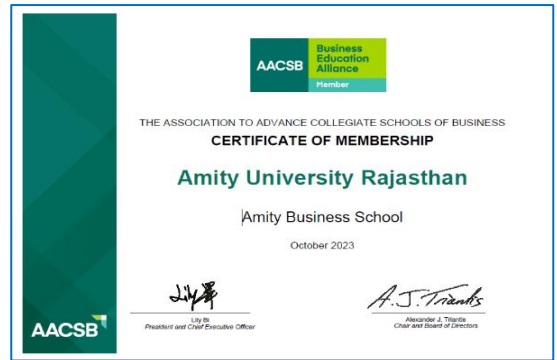 AACSB
Business
Education
Alliance
Member
THE ASSOCIATION TO ADVANCE COLLEGIATE SCHOOLS OF BUSINESS
CERTIFICATE OF MEMBERSHIP
Amity University Rajasthan
Amity Business School
October 2023
Lily Bi
President and Chief Executive Officer
A.J. Triantis
Alexander J. Triantis
Chair and Board of Directors
AACSB